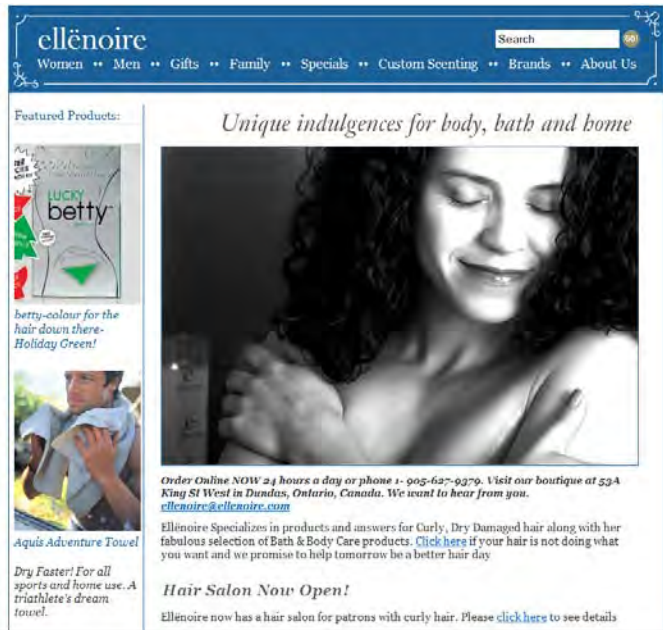 ellënoire
Search
GO!
Women •• Men •• Gifts •• Family •• Specials •• Custom Scenting •• Brands •• About Us
Featured Products:
LUCKY
betty
betty-colour for the
hair down there-
Holiday Green!
Aquis Adventure Towel
Dry Faster! For all
sports and home use. A
triathlete's dream
towel.
Unique indulgences for body, bath and home
Order Online NOW 24 hours a day or phone 1- 905-627-9379. Visit our boutique at 53A
King St West in Dundas, Ontario, Canada. We want to hear from you.
ellenoire@ellenoire.com
Ellënoire Specializes in products and answers for Curly, Dry Damaged hair along with her
fabulous selection of Bath & Body Care products. Click here if your hair is not doing what
you want and we promise to help tomorrow be a better hair day
Hair Salon Now Open!
Ellënoire now has a hair salon for patrons with curly hair. Please click here to see details